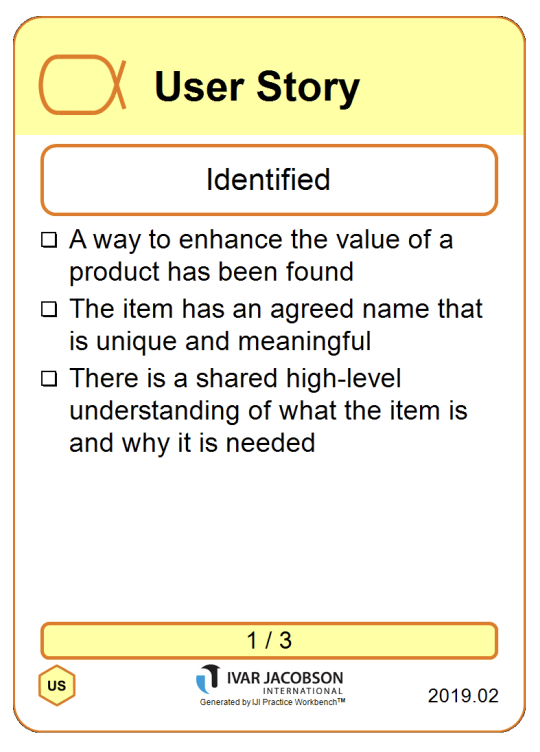 User Story
Identified
☐ A way to enhance the value of a
product has been found
☐ The item has an agreed name that
is unique and meaningful
☐ There is a shared high-level
understanding of what the item is
and why it is needed
1 / 3
US
IVAR JACOBSON
INTERNATIONAL
Generated by IJI Practice Workbench™
2019.02